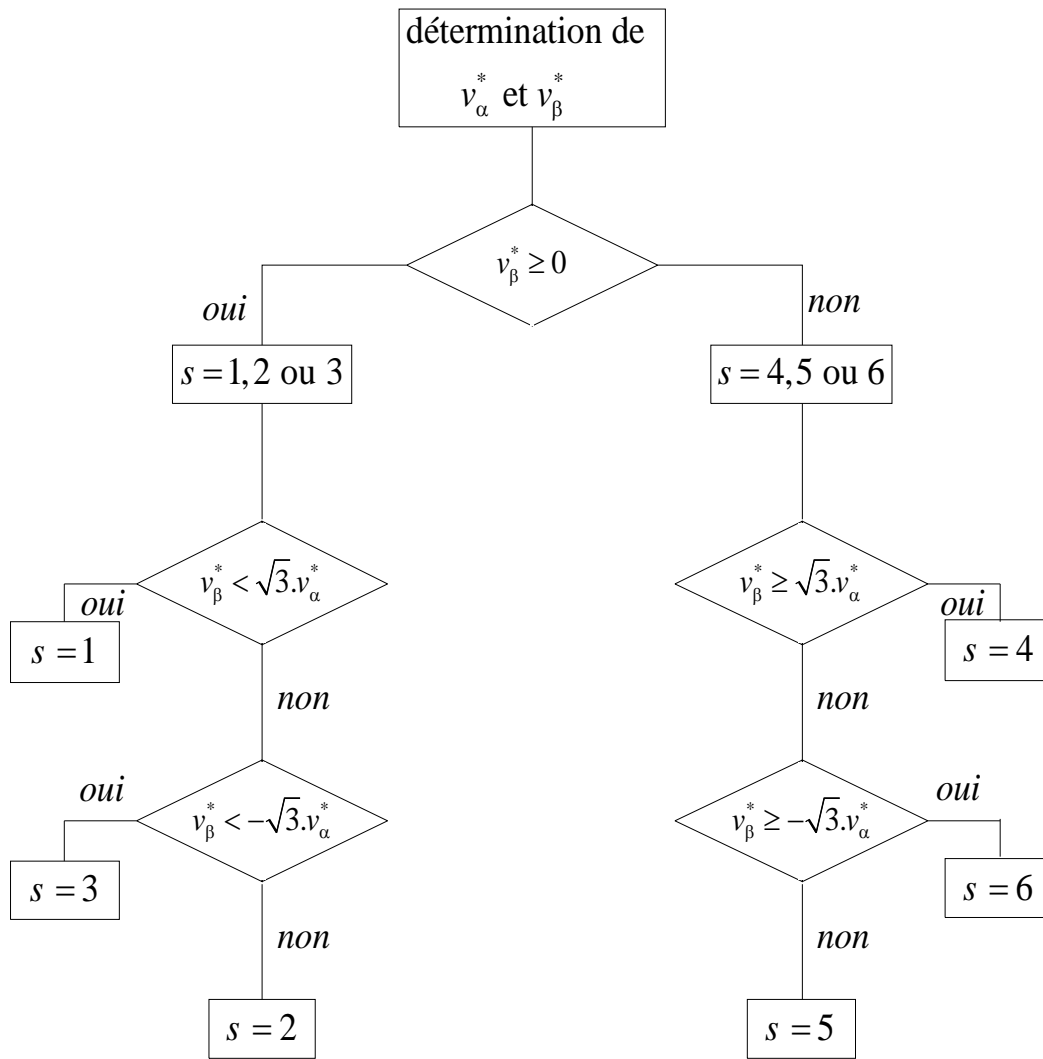 détermination de
v*α et v*β
v*β ≥ 0
oui
non
s = 1, 2 ou 3
s = 4, 5 ou 6
v*β < √3.v*α
v*β ≥ √3.v*α
oui
oui
s = 1
s = 4
non
non
oui
oui
v*β < −√3.v*α
v*β ≥ −√3.v*α
s = 3
s = 6
non
non
s = 2
s = 5